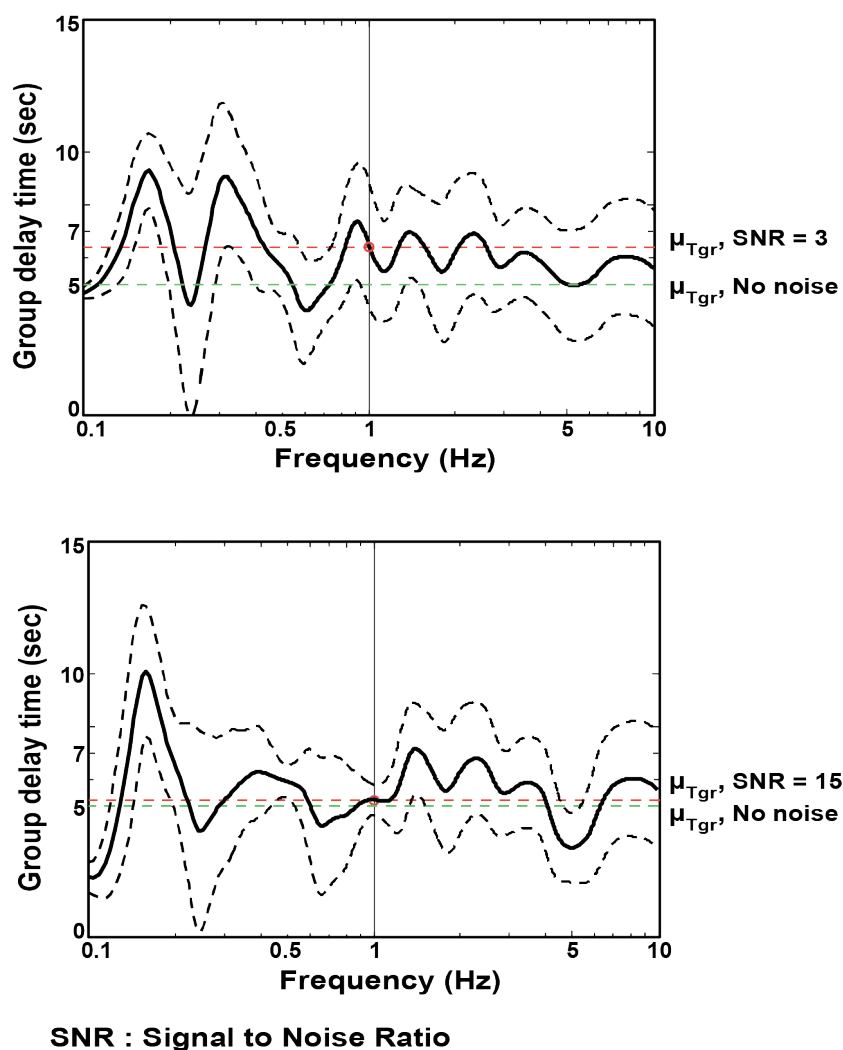 15
10
7
5
0
Group delay time (sec)
0.1 0.5 1 5 10
Frequency (Hz)
μTgr, SNR = 3
μTgr, No noise
15
10
7
5
0
Group delay time (sec)
0.1 0.5 1 5 10
Frequency (Hz)
μTgr, SNR = 15
μTgr, No noise
SNR : Signal to Noise Ratio